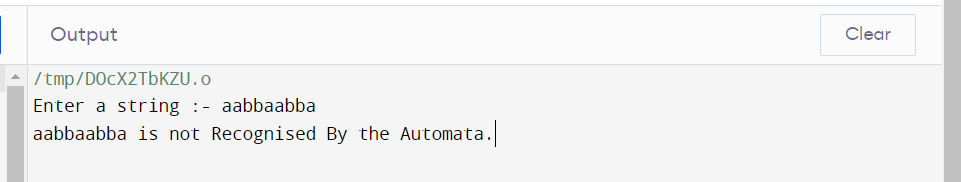 Output
Clear
/tmp/DOcX2TbKZU.o
Enter a string :- aabbaabba
aabbaabba is not Recognised By the Automata.